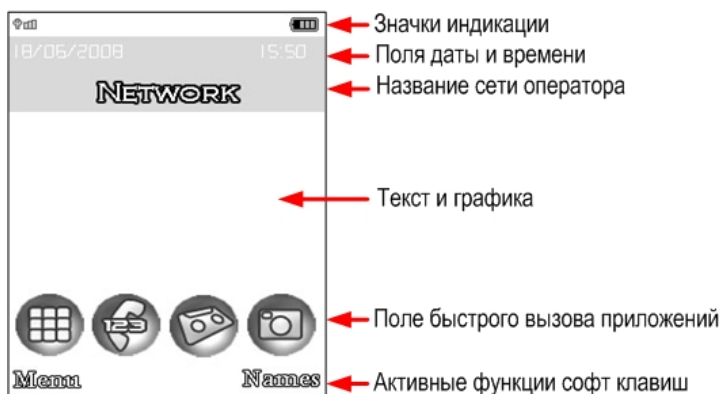 Значки индикации
18/06/2008 15:50
Поля даты и времени
NETWORK
Название сети оператора
Текст и графика
123
Поле быстрого вызова приложений
Menu Names
Активные функции софт клавиш